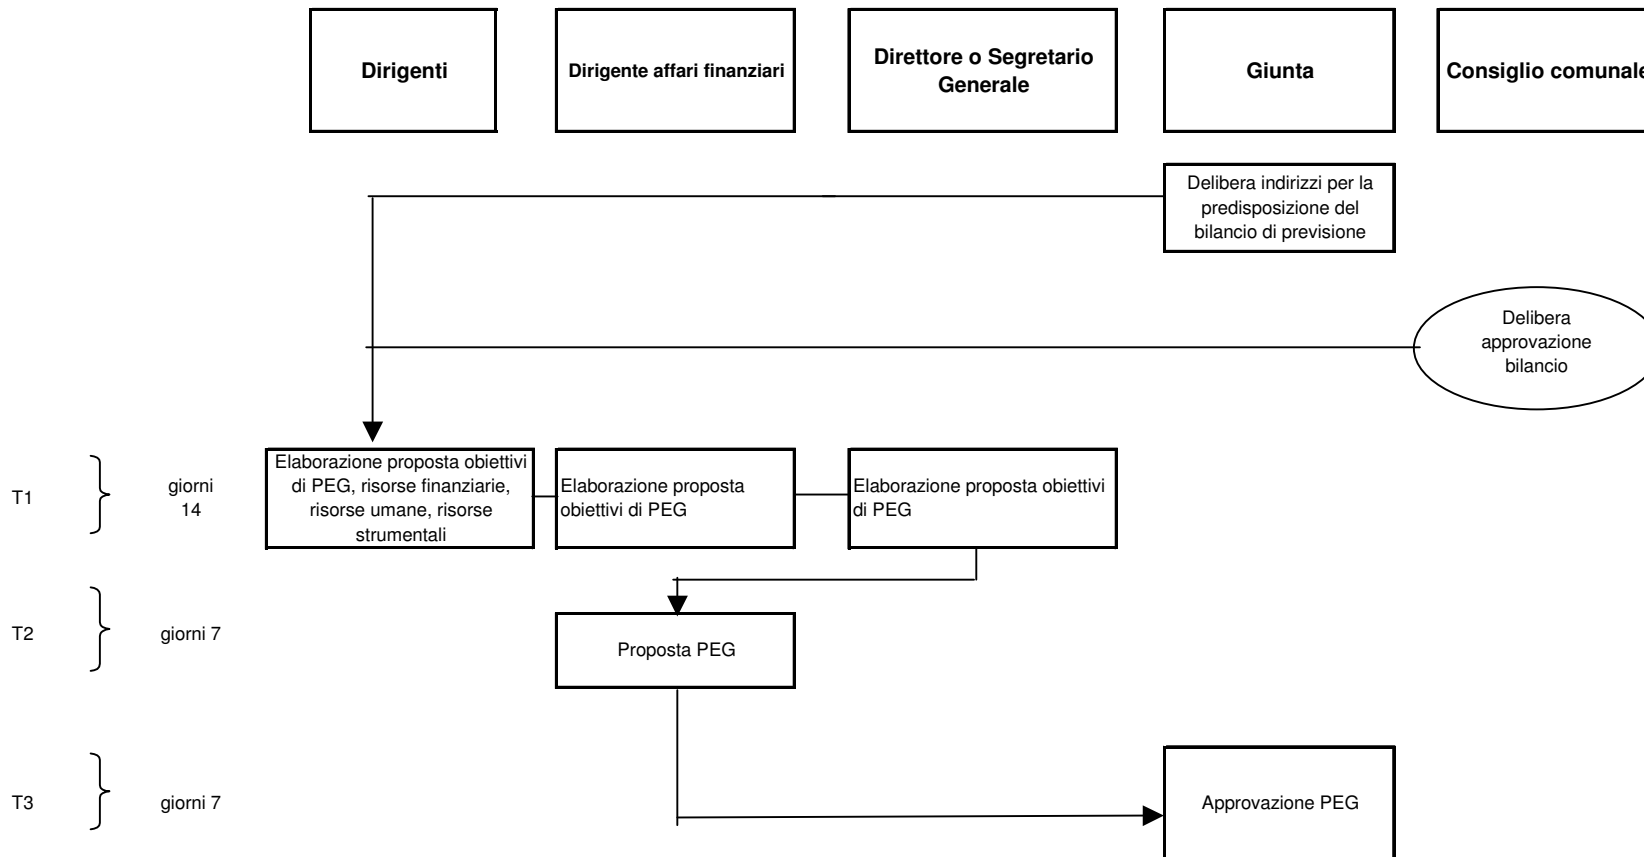 Dirigenti
Dirigente affari finanziari
Direttore o Segretario
Generale
Giunta
Consiglio comunale
Delibera indirizzi per la
predisposizione del
bilancio di previsione
Delibera
approvazione
bilancio
T1
giorni
14
Elaborazione proposta obiettivi
di PEG, risorse finanziarie,
risorse umane, risorse
strumentali
Elaborazione proposta
obiettivi di PEG
Elaborazione proposta obiettivi
di PEG
T2
giorni 7
Proposta PEG
T3
giorni 7
Approvazione PEG